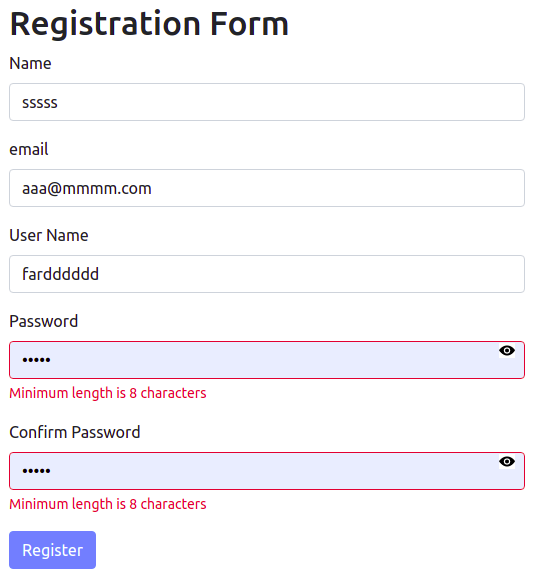 Registration Form
Name
sssss
email
aaa@mmmm.com
User Name
fardddddd
Password
•••••
Minimum length is 8 characters
Confirm Password
•••••
Minimum length is 8 characters
Register